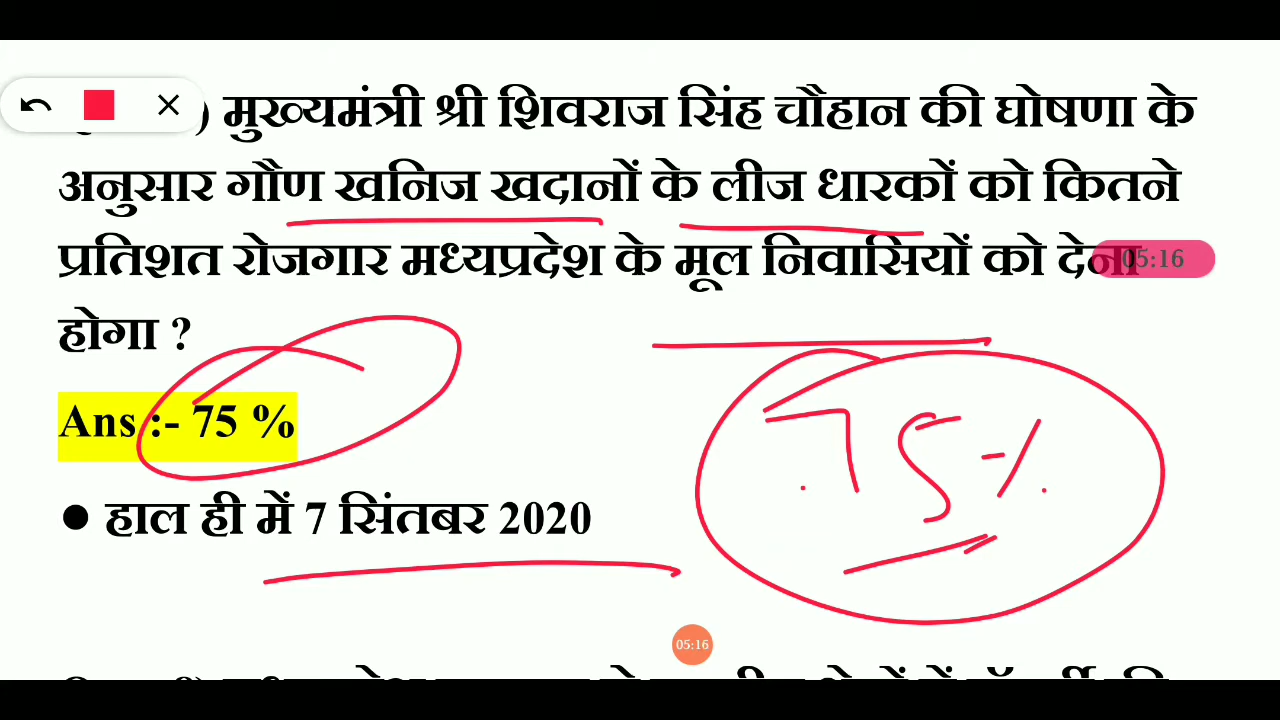 ) मुख्यमंत्री श्री शिवराज सिंह चौहान की घोषणा के
अनुसार गौण खनिज खदानों के लीज धारकों को कितने
प्रतिशत रोजगार मध्यप्रदेश के मूल निवासियों को देना
05:16
होगा ?
Ans :- 75 %
75 %
● हाल ही में 7 सिंतबर 2020
05:16